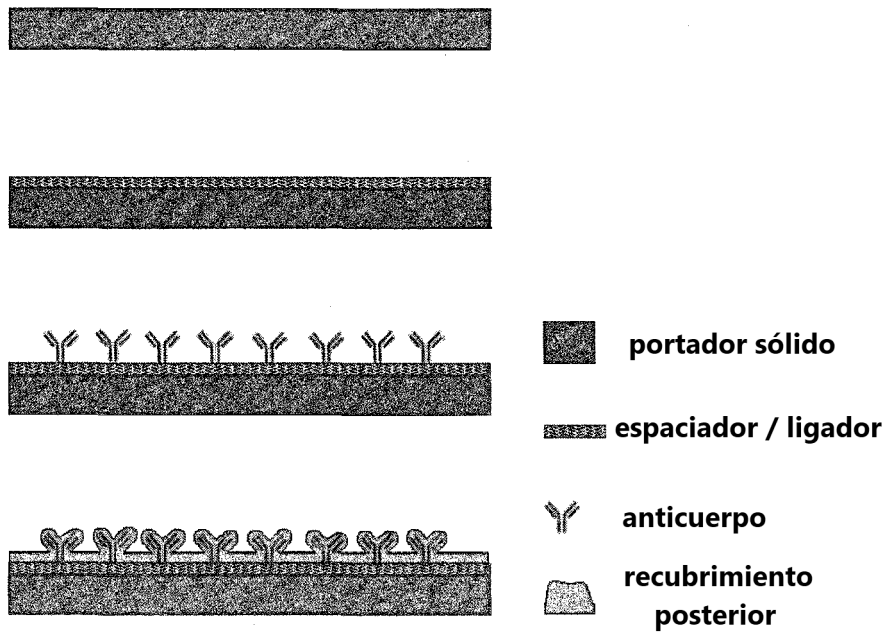 portador sólido
espaciador / ligador
anticuerpo
recubrimiento
posterior